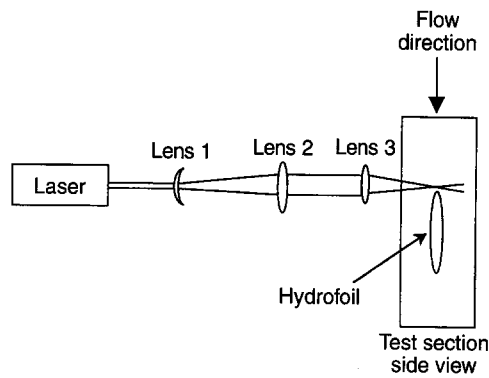 Flow
direction
Lens 1
Lens 2
Lens 3
Laser
Hydrofoil
Test section
side view